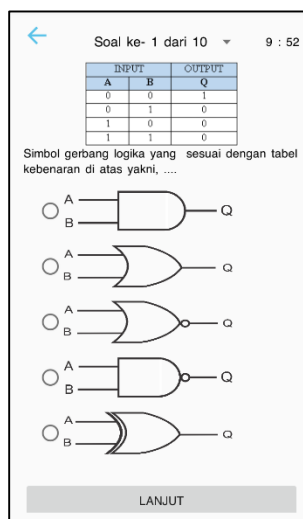 Soal ke- 1 dari 10 9 : 52
INPUT OUTPUT
A B Q
0 0 1
0 1 0
1 0 0
1 1 0
Simbol gerbang logika yang sesuai dengan tabel
kebenaran di atas yakni, ....
A
B
Q
A
B
Q
A
B
Q
A
B
Q
A
B
Q
LANJUT